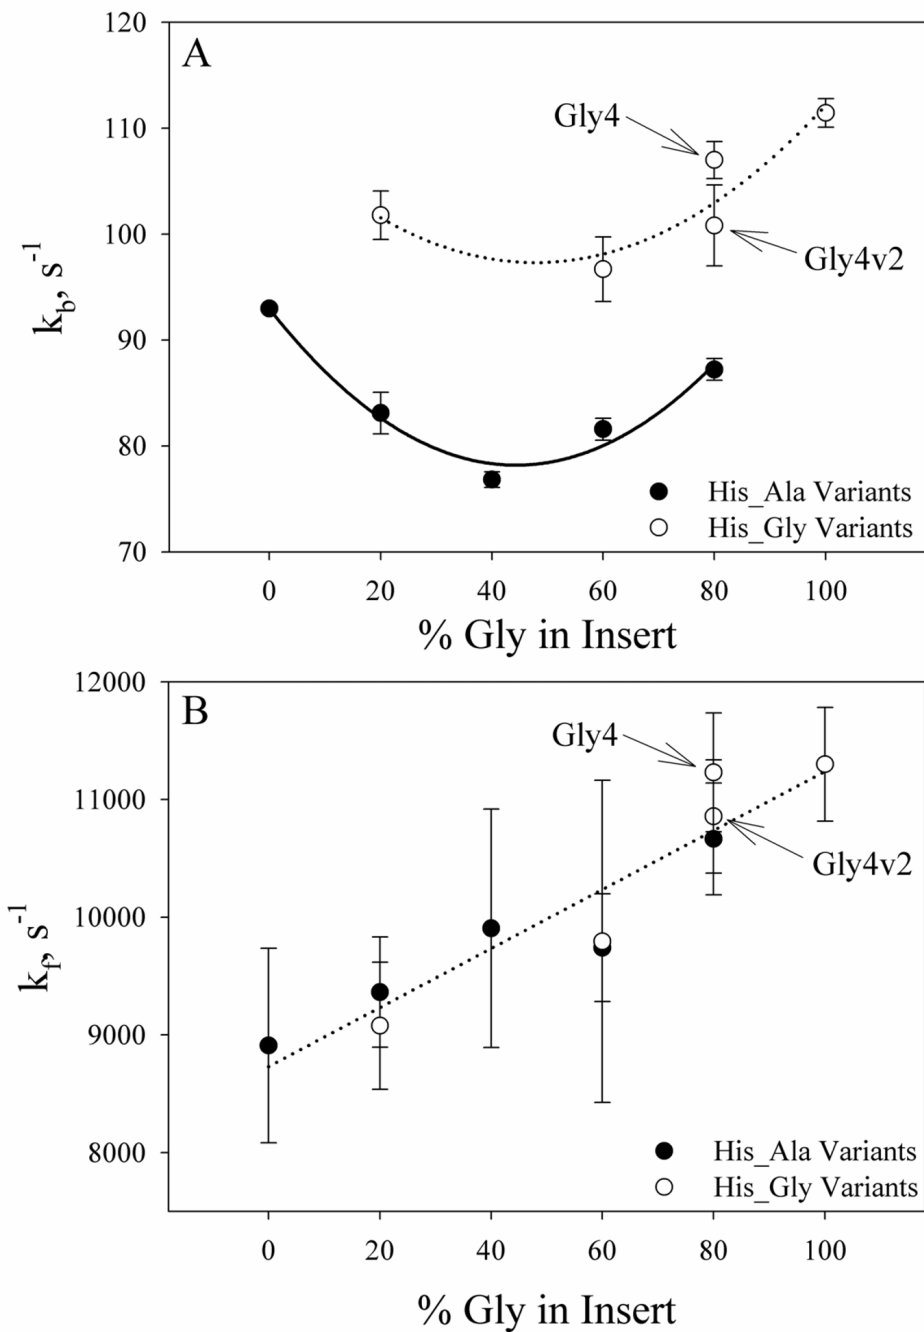 120
A
110
Gly4
100
Gly4v2
k_b, s^-1
90
80
His_Ala Variants
His_Gly Variants
70
0 20 40 60 80 100
% Gly in Insert
12000
B
Gly4
11000
Gly4v2
10000
k_f, s^-1
9000
8000
His_Ala Variants
His_Gly Variants
0 20 40 60 80 100
% Gly in Insert